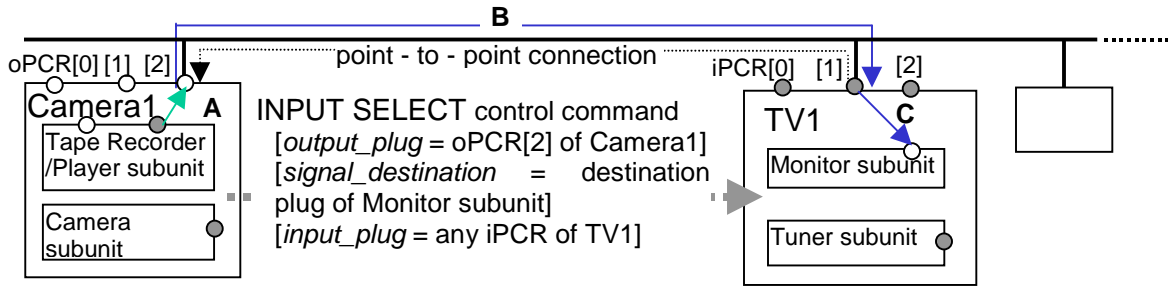 B
point - to - point connection
oPCR[0] [1] [2]
iPCR[0] [1] [2]
Camera1
A
INPUT SELECT control command
TV1
C
[output_plug = oPCR[2] of Camera1]
Tape Recorder
/Player subunit
[signal_destination = destination
plug of Monitor subunit]
Monitor subunit
Camera
subunit
[input_plug = any iPCR of TV1]
Tuner subunit